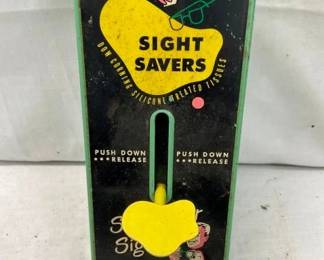 SIGHT
SAVERS
DOW CORNING SILICONE TREATED TISSUES
PUSH DOWN
***RELEASE
PUSH DOWN
***RELEASE